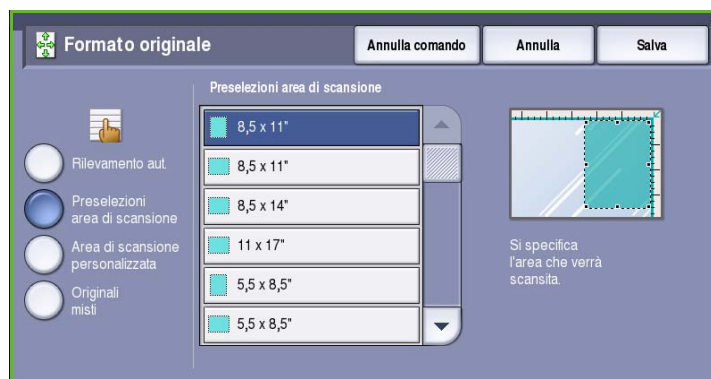 Formato originale
Annulla comando
Annulla
Salva
Preselezioni area di scansione
Rilevamento aut.
Preselezioni
area di scansione
Area di scansione
personalizzata
Originali
misti
8,5 x 11"
8,5 x 11"
8,5 x 14"
11 x 17"
5,5 x 8,5"
5,5 x 8,5"
Si specifica
l'area che verrà
scansita.